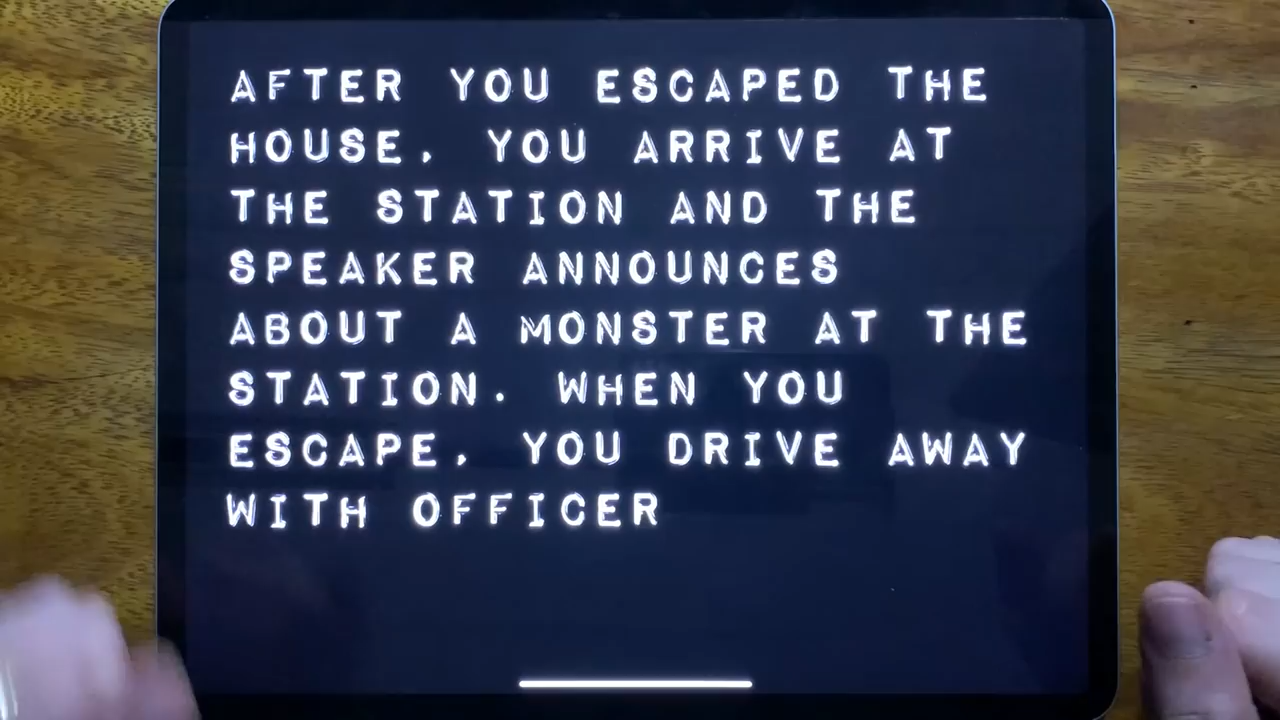 AFTER YOU ESCAPED THE
HOUSE, YOU ARRIVE AT
THE STATION AND THE
SPEAKER ANNOUNCES
ABOUT A MONSTER AT THE
STATION. WHEN YOU
ESCAPE, YOU DRIVE AWAY
WITH OFFICER